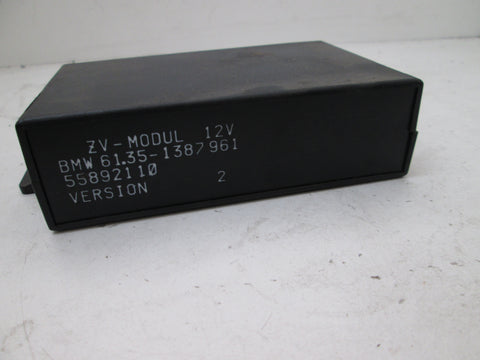 ZV-MODUL 12V
BMW 61.35-1387961
55892110
VERSION 2